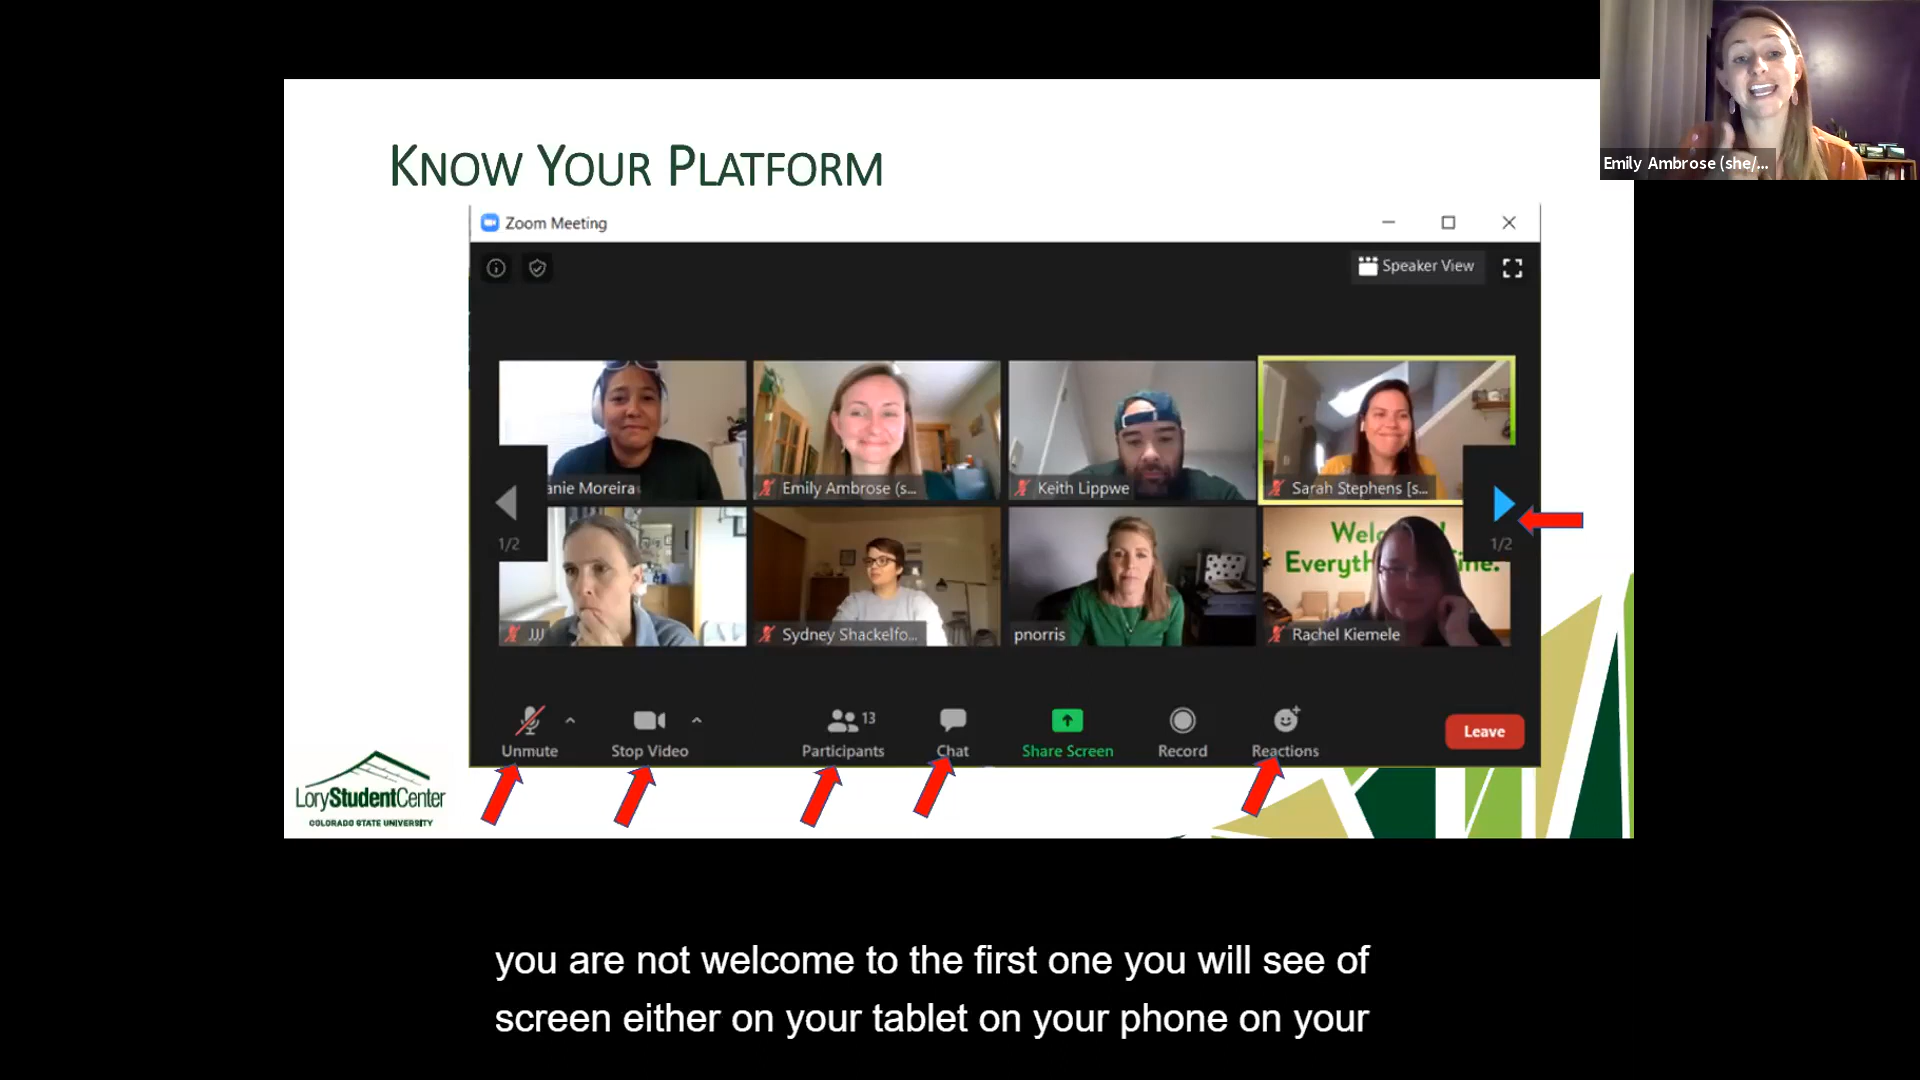 Emily Ambrose (she/...
KNOW YOUR PLATFORM
Zoom Meeting
Speaker View
anie Moreira
Emily Ambrose (s...
Keith Lippwe
Sarah Stephens [s...
1/2
1/2
Welcome!
JJJ
Sydney Shackelfo...
pnorris
Rachel Kiemele
Unmute
Stop Video
Participants
13
Chat
Share Screen
Record
Reactions
Leave
LoryStudentCenter
COLORADO STATE UNIVERSITY
you are not welcome to the first one you will see of
screen either on your tablet on your phone on your